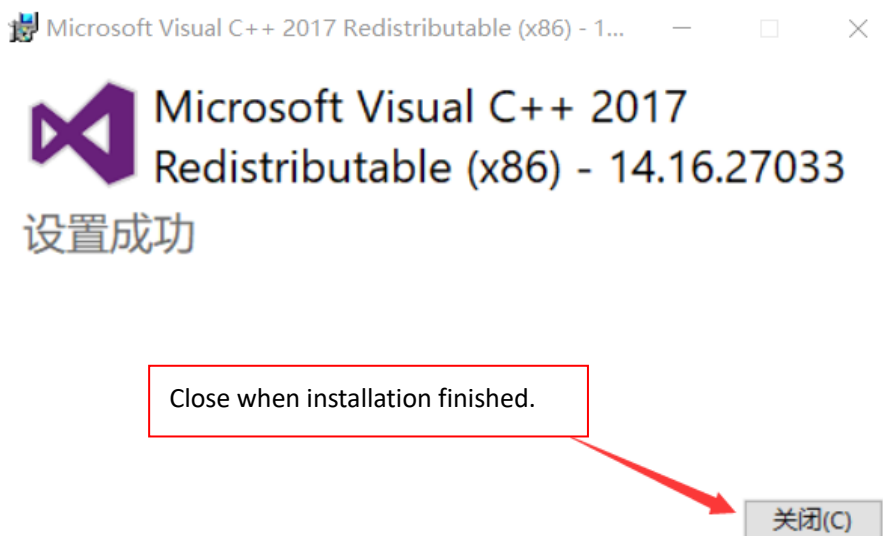 Microsoft Visual C++ 2017 Redistributable (x86) - 1...
Microsoft Visual C++ 2017
Redistributable (x86) - 14.16.27033
设置成功
Close when installation finished.
关闭(C)